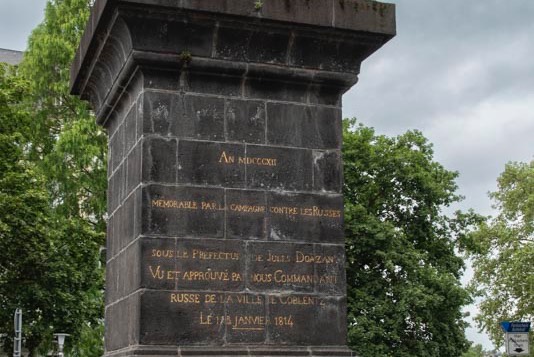 AN MDCCCXII
MEMORABLE PAR LA CAMPAGNE CONTRE LES RUSSES
SOUS LE PREFECTUR DE JULES DOAZAN
VU ET APPROUVÉ PAR NOUS COMMANDANT
RUSSE DE LA VILLE DE COBLENTZ
LE 1ER JANVIER 1814